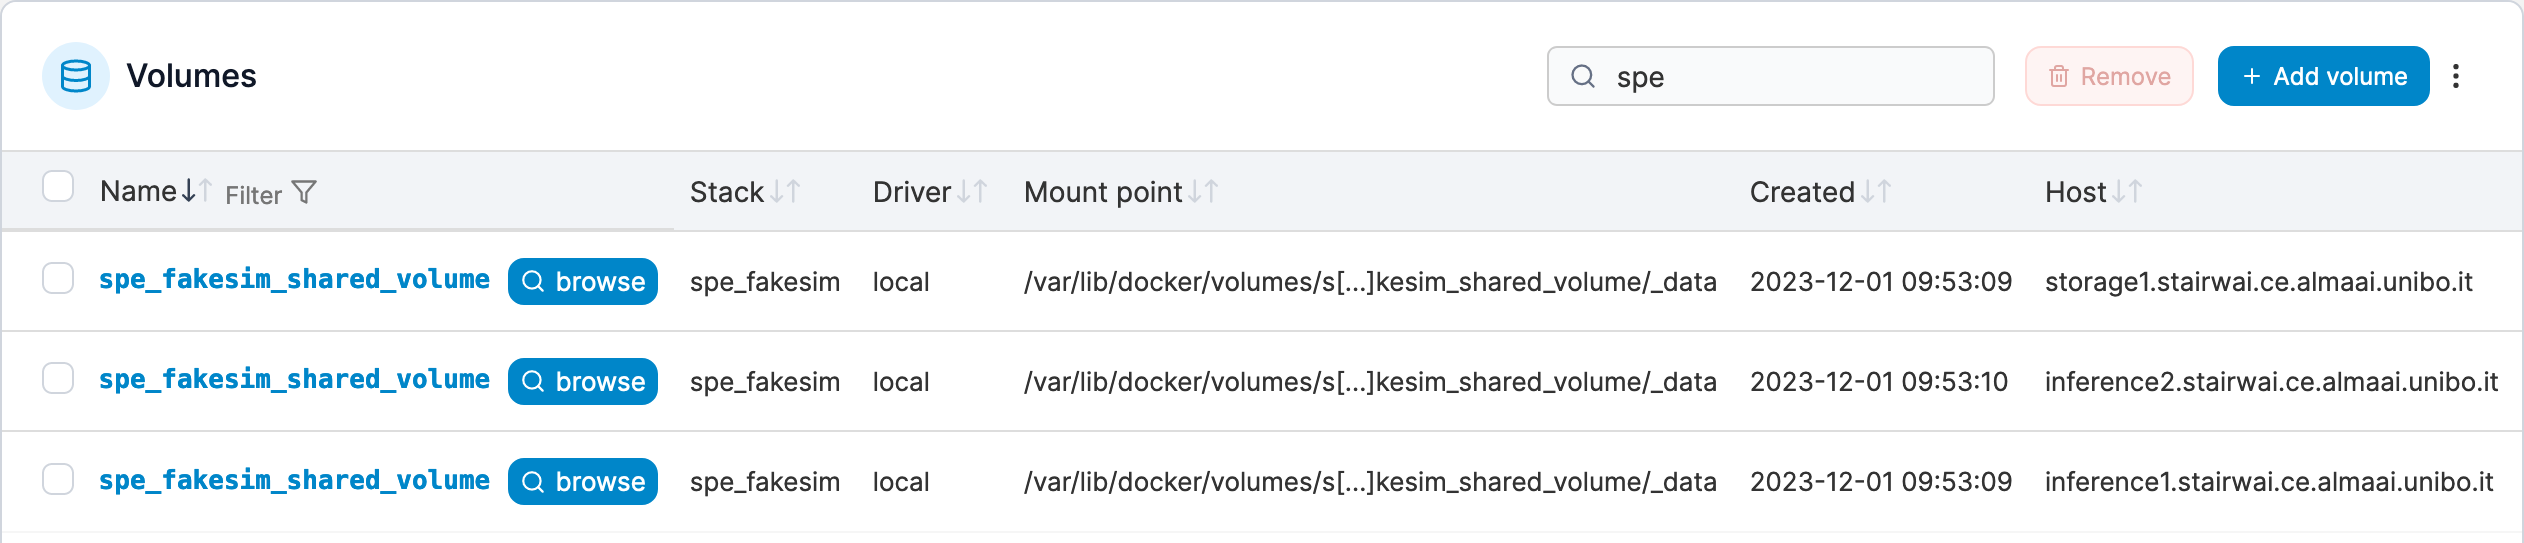 Volumes
spe
Remove
+ Add volume
Name Filter Stack Driver Mount point Created Host
spe_fakesim_shared_volume browse spe_fakesim local /var/lib/docker/volumes/s[...]kesim_shared_volume/_data 2023-12-01 09:53:09 storage1.stairwai.ce.almaai.unibo.it
spe_fakesim_shared_volume browse spe_fakesim local /var/lib/docker/volumes/s[...]kesim_shared_volume/_data 2023-12-01 09:53:10 inference2.stairwai.ce.almaai.unibo.it
spe_fakesim_shared_volume browse spe_fakesim local /var/lib/docker/volumes/s[...]kesim_shared_volume/_data 2023-12-01 09:53:09 inference1.stairwai.ce.almaai.unibo.it